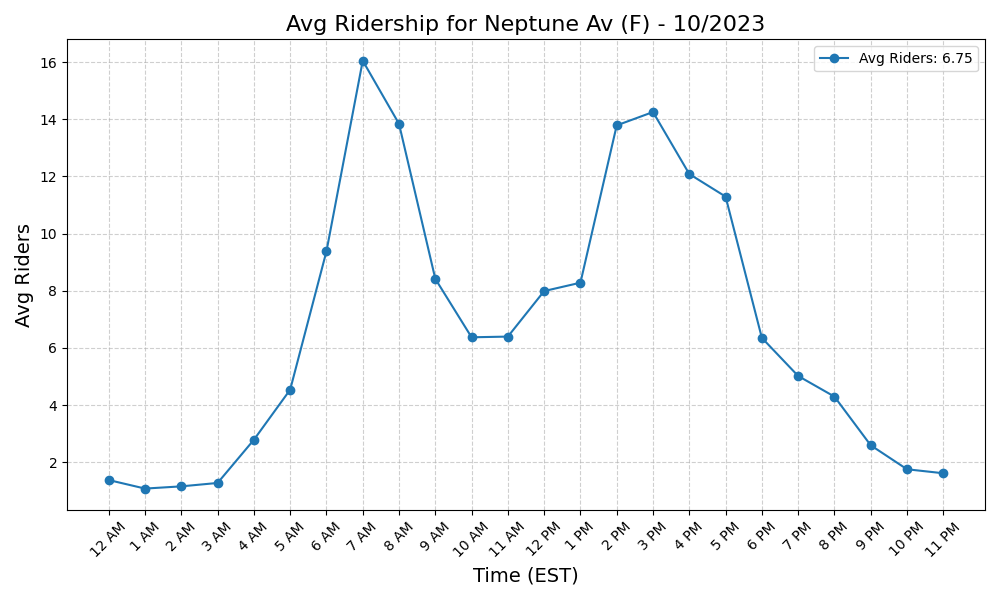 Avg Ridership for Neptune Av (F) - 10/2023
Avg Riders: 6.75
Avg Riders
16
14
12
10
8
6
4
2
12 AM
1 AM
2 AM
3 AM
4 AM
5 AM
6 AM
7 AM
8 AM
9 AM
10 AM
11 AM
12 PM
1 PM
2 PM
3 PM
4 PM
5 PM
6 PM
7 PM
8 PM
9 PM
10 PM
11 PM
Time (EST)